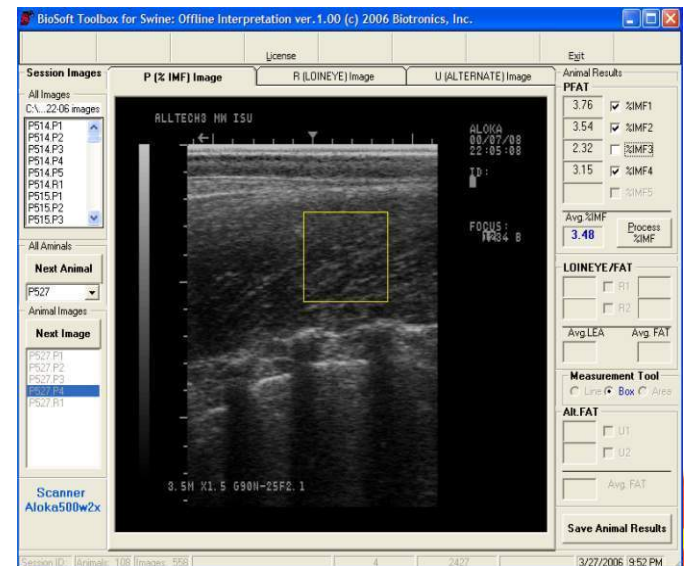 BioSoft Toolbox for Swine: Offline Interpretation ver.1.00 (c) 2006 Biotronics, Inc.
License
Exit
Session Images
All Images
C:\...22-06 images
P514.P1
P514.P2
P514.P3
P514.P4
P514.P5
P514.R1
P515.P1
P515.P2
P515.P3
All Animals
Next Animal
P527
Animal Images
Next Image
P527.P1
P527.P2
P527.P3
P527.P4
P527.R1
Scanner
Aloka500w2x
P (% IMF) Image
R (LOINEYE) Image
U (ALTERNATE) Image
ALLTECH3 MW ISU
ALOKA
00/07/08
22:05:08
ID:
FOCUS:
3.5M X1.5 G90N-25F2.1
Animal Results
PFAT
3.76 %IMF1
3.54 %IMF2
2.32 %IMF3
3.15 %IMF4
%IMF5
Avg.%IMF
3.48
Process
%IMF
LOINEYE/FAT
R1
R2
Avg.LEA Avg. FAT
Measurement Tool
Line Box Area
Alt.FAT
U1
U2
Avg. FAT
Save Animal Results
Session ID: Animals: 108 Images: 558 4 2427 3/27/2006 9:52 PM